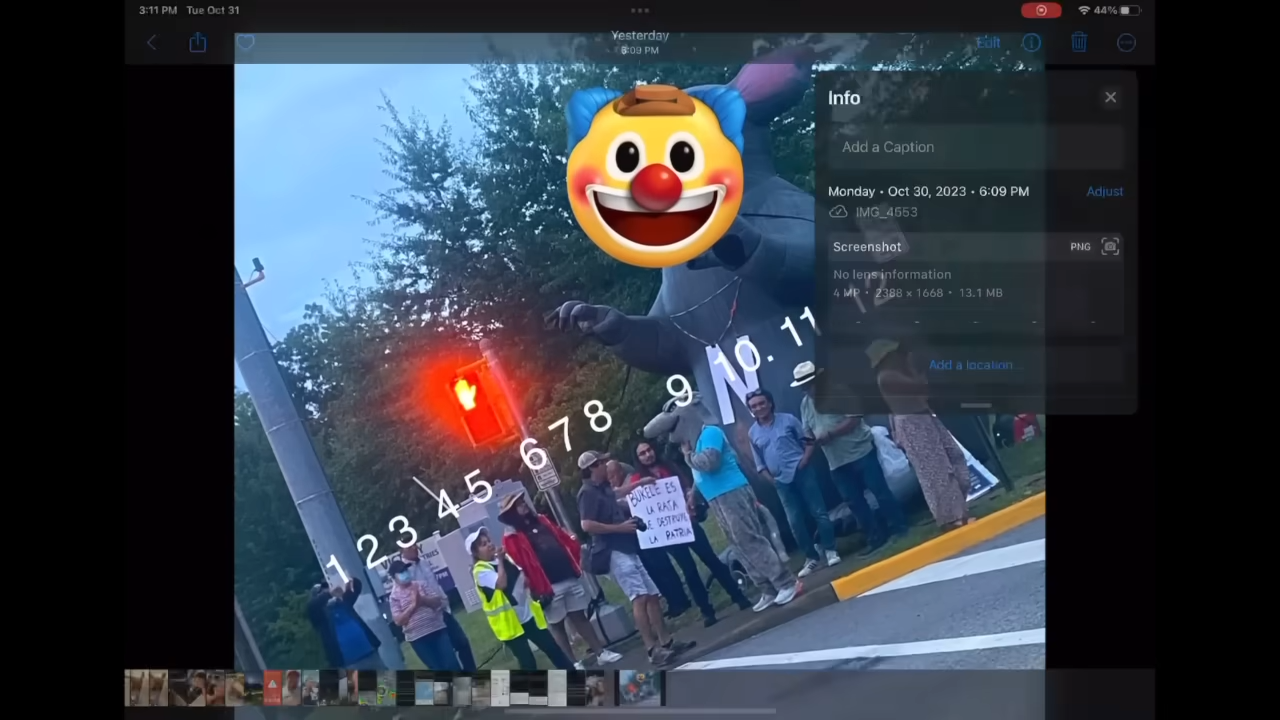 3:11 PM Tue Oct 31
44%
Yesterday
6:09 PM
Edit
Info
Add a Caption
Monday • Oct 30, 2023 • 6:09 PM
Adjust
IMG_4553
Screenshot
PNG
No lens information
4 MP • 2388 × 1668 • 13.1 MB
- - - - -
Add a location...
1 2 3 4 5 6 7 8 9 10. 11 12
N
BUKELE ES
LA RATA
DESTRUYE
LA PATRIA